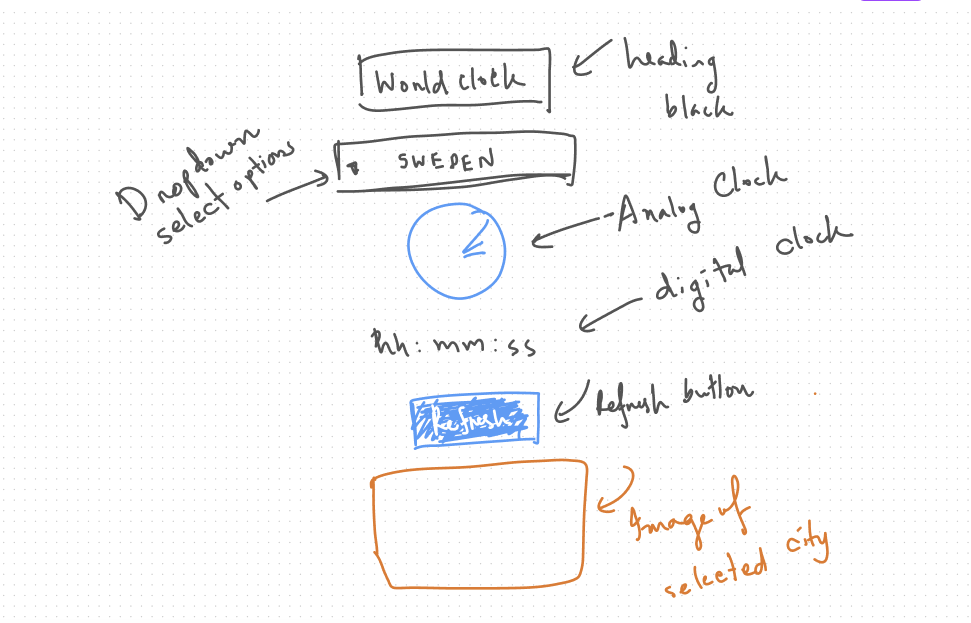 World clock
heading
black
Dropdown
select options
SWEDEN
Analog Clock
digital clock
hh: mm: ss
Refresh
Refresh button
Image of
selected city